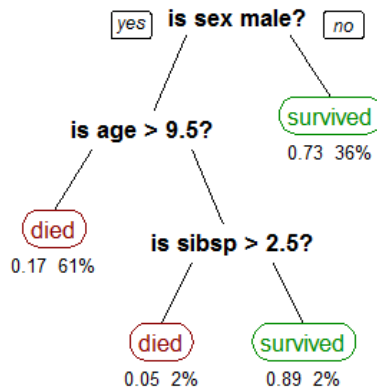 yes is sex male? no
survived
is age > 9.5?
0.73 36%
died
is sibsp > 2.5?
0.17 61%
died survived
0.05 2% 0.89 2%